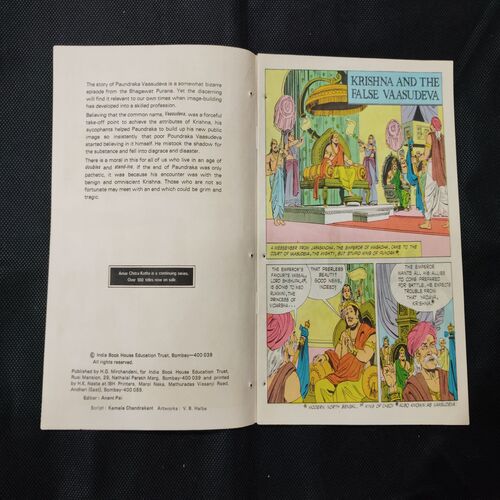 The story of Paundraka Vaasudeva is a somewhat bizarre
episode from the Bhagawat Purana. Yet the discerning
will find it relevant to our own times when image-building
has developed into a skilled profession.
Believing that the common name, Vaasudeva, was a forceful
take-off point to achieve the attributes of Krishna, his
sycophants helped Paundraka to build up his new public
image so insistently that poor Poundraka Vaasudeva
started believing in it himself. He mistook the shadow for
the substance and fell into disgrace and disaster.
There is a moral in this for all of us who live in an age of
doubles and stand-ins. If the end of Paundraka was only
pathetic, it was because his encounter was with the
benign and omniscient Krishna. Those who are not so
fortunate may meet with an end which could be grim and
tragic.
Amar Chitra Katha is a continuing series.
Over 100 titles now on sale.
© India Book House Education Trust, Bombay-400 039
All rights reserved.
Published by H.G. Mirchandani, for India Book House Education Trust,
Rusi Mansion, 29, Nathalal Parekh Marg, Bombay-400 039 and printed
by H.K. Naata at IBH Printers, Marol Naka, Mathuradas Vissanji Road,
Andheri (East), Bombay-400 059.
Editor : Anant Pai
Script : Kamala Chandrakant Artworks : V. B. Halbe
KRISHNA AND THE
FALSE VAASUDEVA
A MESSENGER FROM JARASANDHA, THE EMPEROR OF MAGADHA, CAME TO THE
COURT OF VAASUDEVA, THE MIGHTY, BUT STUPID KING OF PUNDRA*.
THE EMPEROR'S
FAVOURITE VASSAL,
LORD SHISHUPALA**,
IS GOING TO WED
RUKMINI, THE
PRINCESS OF
VIDARBHA...
THAT PEERLESS
BEAUTY?
GOOD NEWS,
INDEED!
THE EMPEROR
WANTS ALL HIS ALLIES
TO COME PREPARED
FOR BATTLE. HE EXPECTS
TROUBLE FROM
THAT YADAVA,
KRISHNA.
* MODERN NORTH BENGAL. ** KING OF CHEDI
ALSO KNOWN AS VAASUDEVA